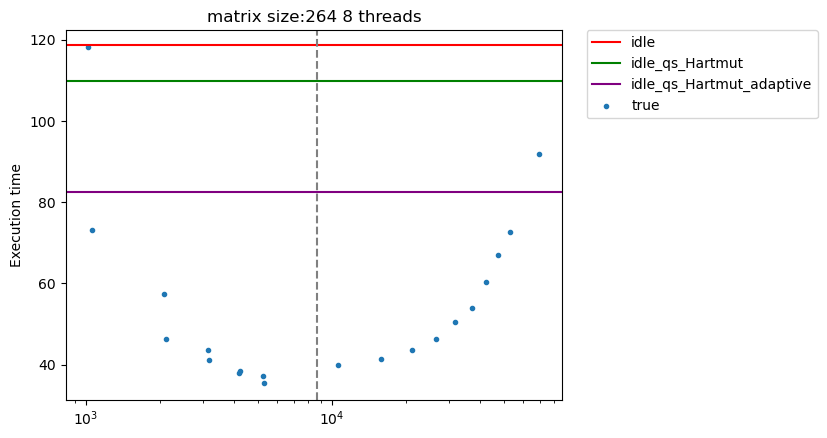 matrix size:264 8 threads
120
100
80
60
40
Execution time
10³
10⁴
idle
idle_qs_Hartmut
idle_qs_Hartmut_adaptive
true